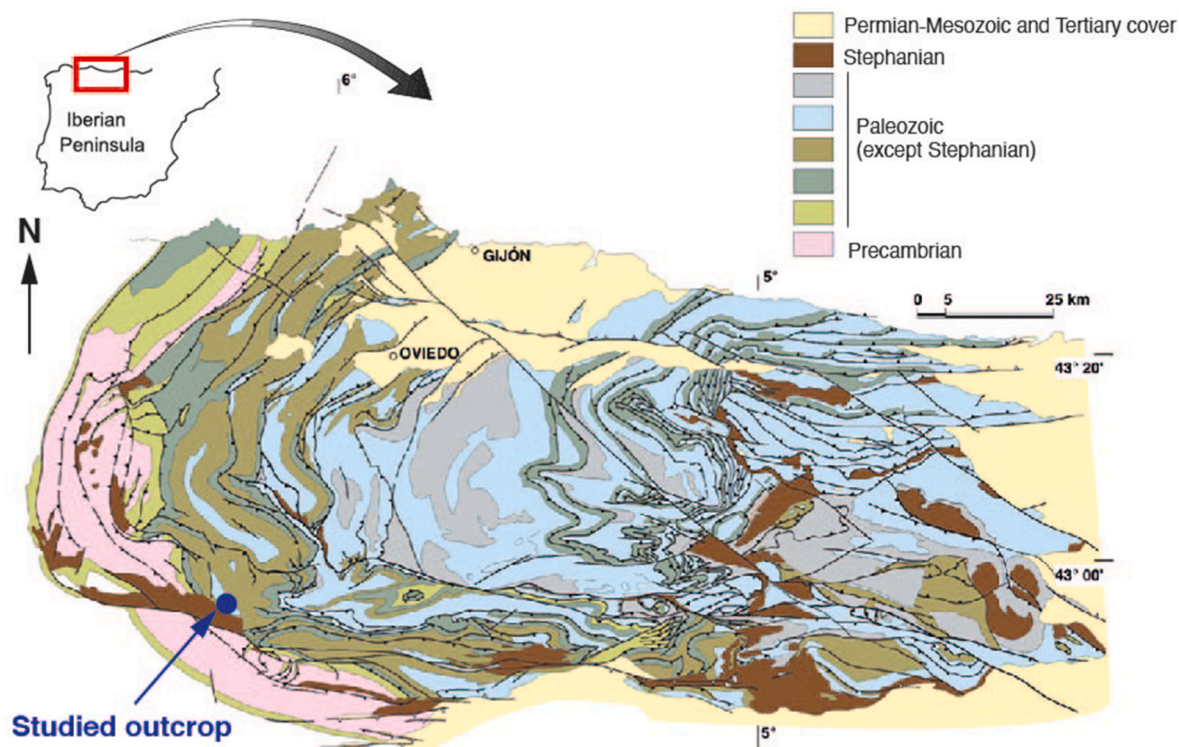 Iberian
Peninsula
6°
Permian-Mesozoic and Tertiary cover
Stephanian
Paleozoic
(except Stephanian)
Precambrian
N
GIJÓN
5°
0 5 25 km
OVIEDO
43° 20'
43° 00'
Studied outcrop
5°